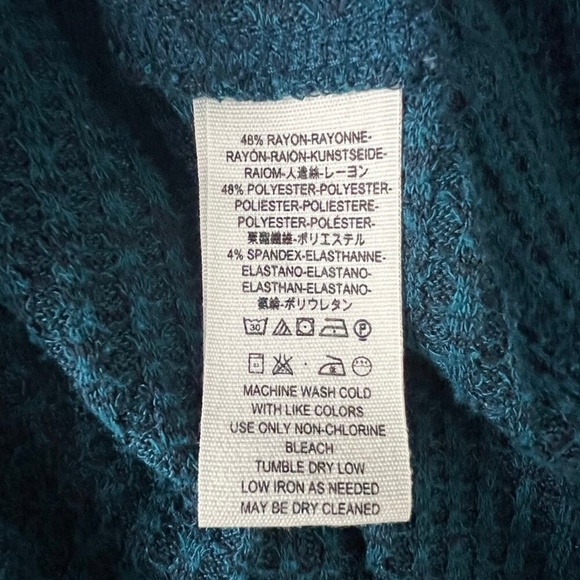 48% RAYON-RAYONNE-
RAYÓN-RAION-KUNSTSEIDE-
RAIOM-人造絲-レーヨン
48% POLYESTER-POLYESTER-
POLIESTER-POLIESTERE-
POLYESTER-POLÉSTER-
聚酯纖維-ポリエステル
4% SPANDEX-ELASTHANNE-
ELASTANO-ELASTANO-
ELASTHAN-ELASTANO-
ポリウレタン
30 P
MACHINE WASH COLD
WITH LIKE COLORS
USE ONLY NON-CHLORINE
BLEACH
TUMBLE DRY LOW
LOW IRON AS NEEDED
MAY BE DRY CLEANED